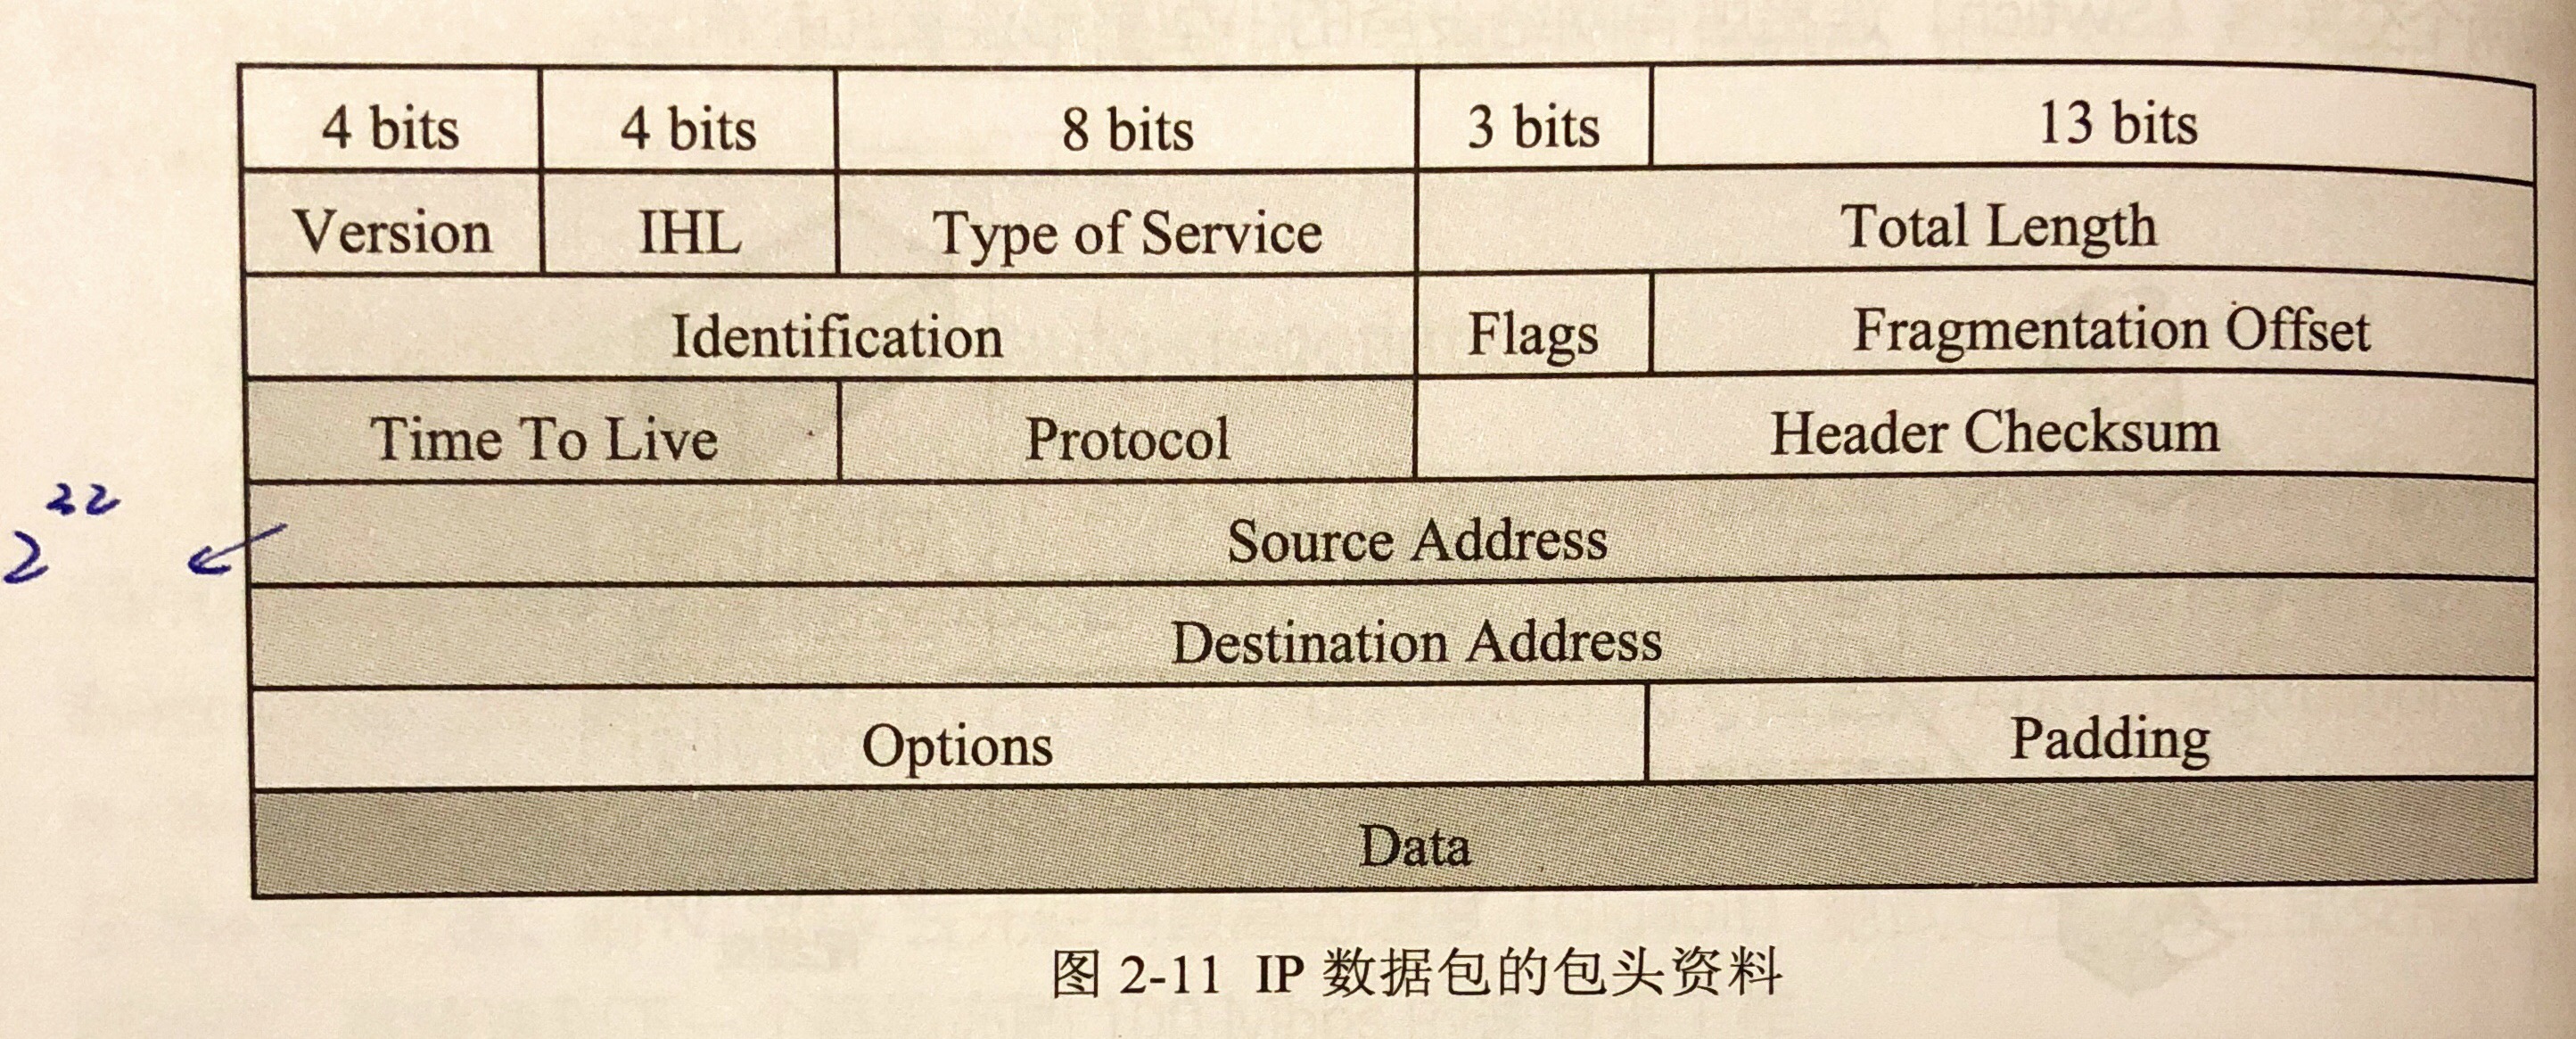 4 bits 4 bits 8 bits 3 bits 13 bits
Version IHL Type of Service Total Length
Identification Flags Fragmentation Offset
Time To Live Protocol Header Checksum
2^22
Source Address
Destination Address
Options Padding
Data
图 2-11 IP 数据包的包头资料